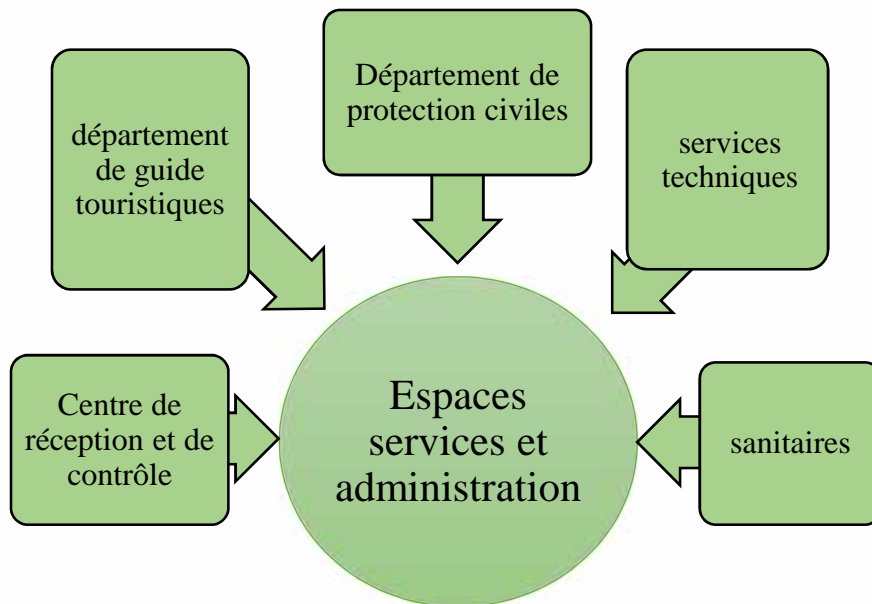 Département de
protection civiles
département
de guide
touristiques
services
techniques
Centre de
réception et de
contrôle
Espaces
services et
administration
sanitaires